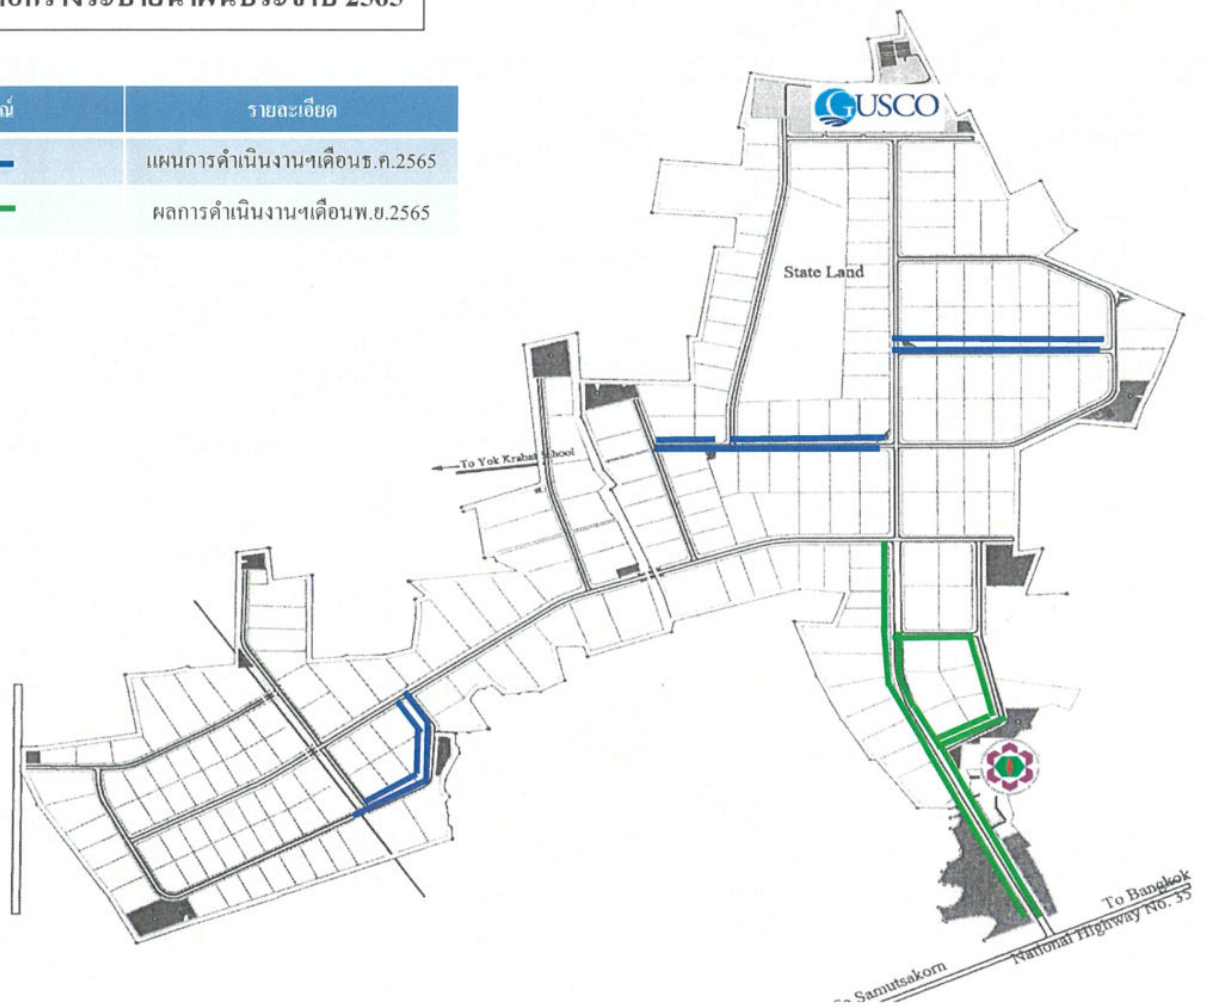 2565
รายละเอียด
แผนการดำเนินงานฯเดือนธ.ค.2565
ผลการดำเนินงานฯเดือนพ.ย.2565
GUSCO
State Land
To Yok Krabat School
To Bangkok
National Highway No. 35
To Samutsakorn